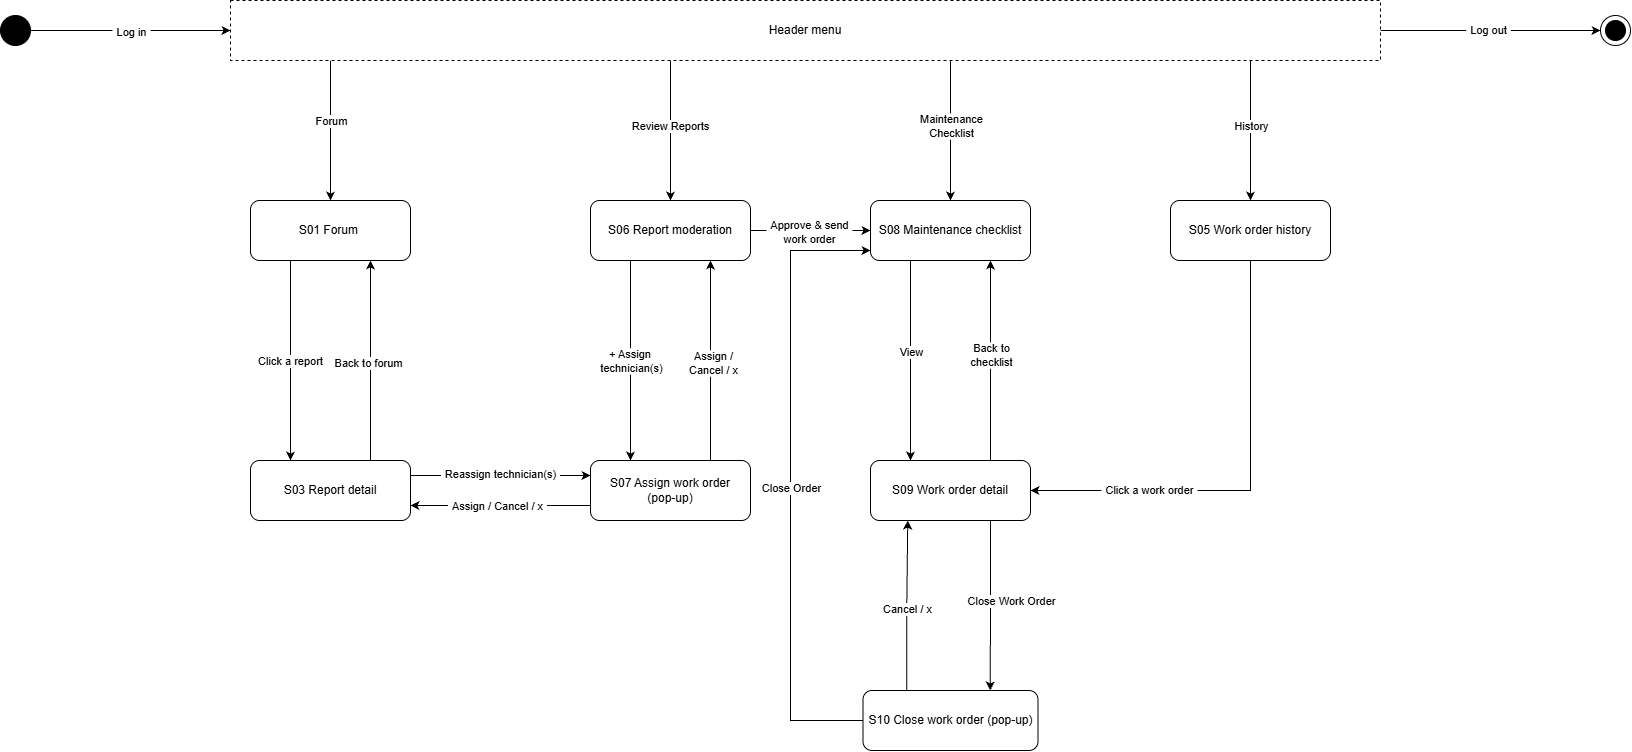 Log in
Header menu
Log out
Forum
Review Reports
Maintenance
Checklist
History
S01 Forum
S06 Report moderation
Approve & send
work order
S08 Maintenance checklist
S05 Work order history
Click a report
Back to forum
+ Assign
technician(s)
Assign /
Cancel / x
View
Back to
checklist
S03 Report detail
Reassign technician(s)
Assign / Cancel / x
S07 Assign work order
(pop-up)
Close Order
S09 Work order detail
Click a work order
Cancel / x
Close Work Order
S10 Close work order (pop-up)